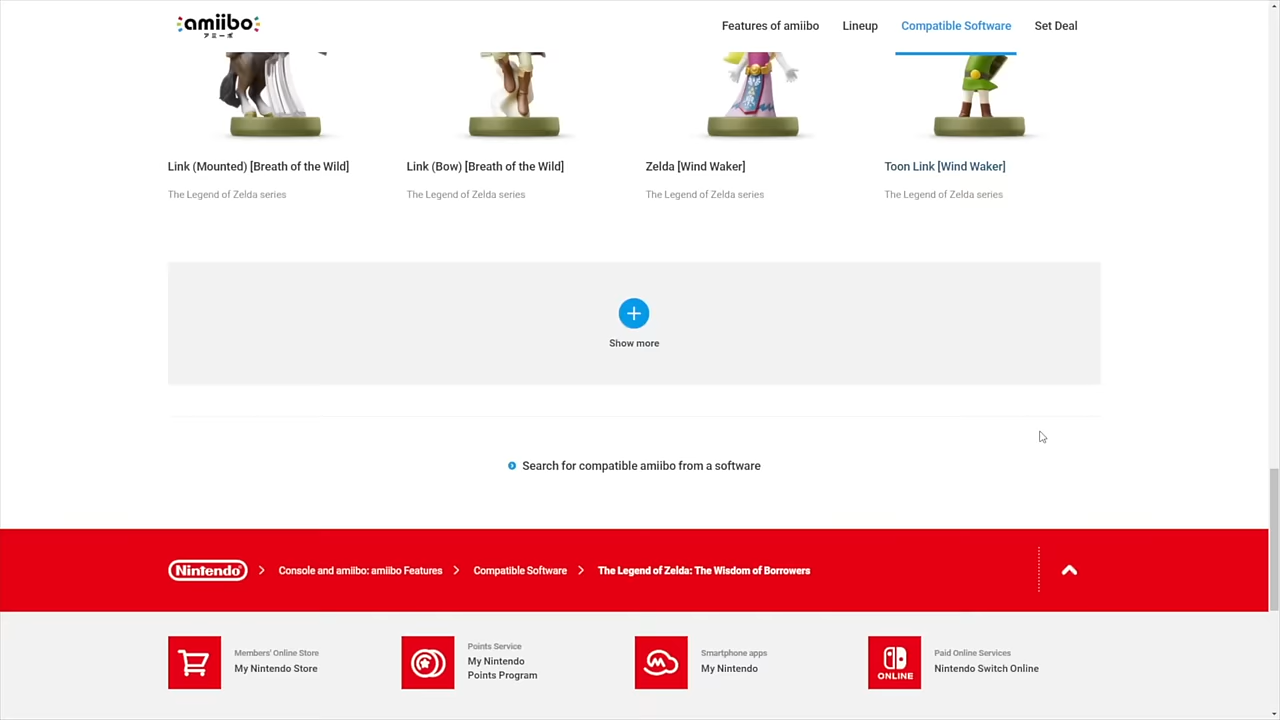 amiibo
アミーボ
Features of amiibo
Lineup
Compatible Software
Set Deal
Link (Mounted) [Breath of the Wild]
The Legend of Zelda series
Link (Bow) [Breath of the Wild]
The Legend of Zelda series
Zelda [Wind Waker]
The Legend of Zelda series
Toon Link [Wind Waker]
The Legend of Zelda series
Show more
Search for compatible amiibo from a software
Nintendo
Console and amiibo: amiibo Features
Compatible Software
The Legend of Zelda: The Wisdom of Borrowers
Members' Online Store
My Nintendo Store
Points Service
My Nintendo
Points Program
Smartphone apps
My Nintendo
ONLINE
Paid Online Services
Nintendo Switch Online